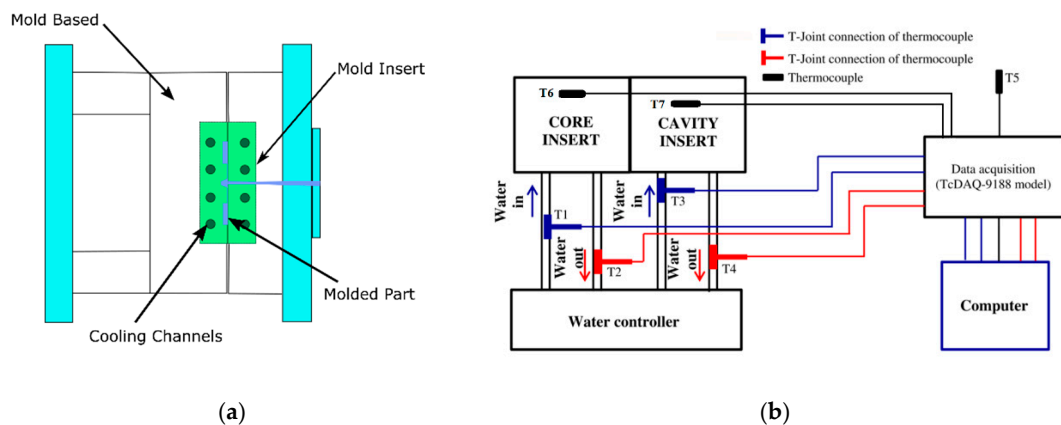 Mold Based
Mold Insert
Molded Part
Cooling Channels
(a)
T-Joint connection of thermocouple
T-Joint connection of thermocouple
Thermocouple
T6
T7
T5
CORE
INSERT
CAVITY
INSERT
Data acquisition
(TcDAQ-9188 model)
Water
in
Water
in
T1
T3
Water
out
Water
out
T2
T4
Water controller
Computer
(b)